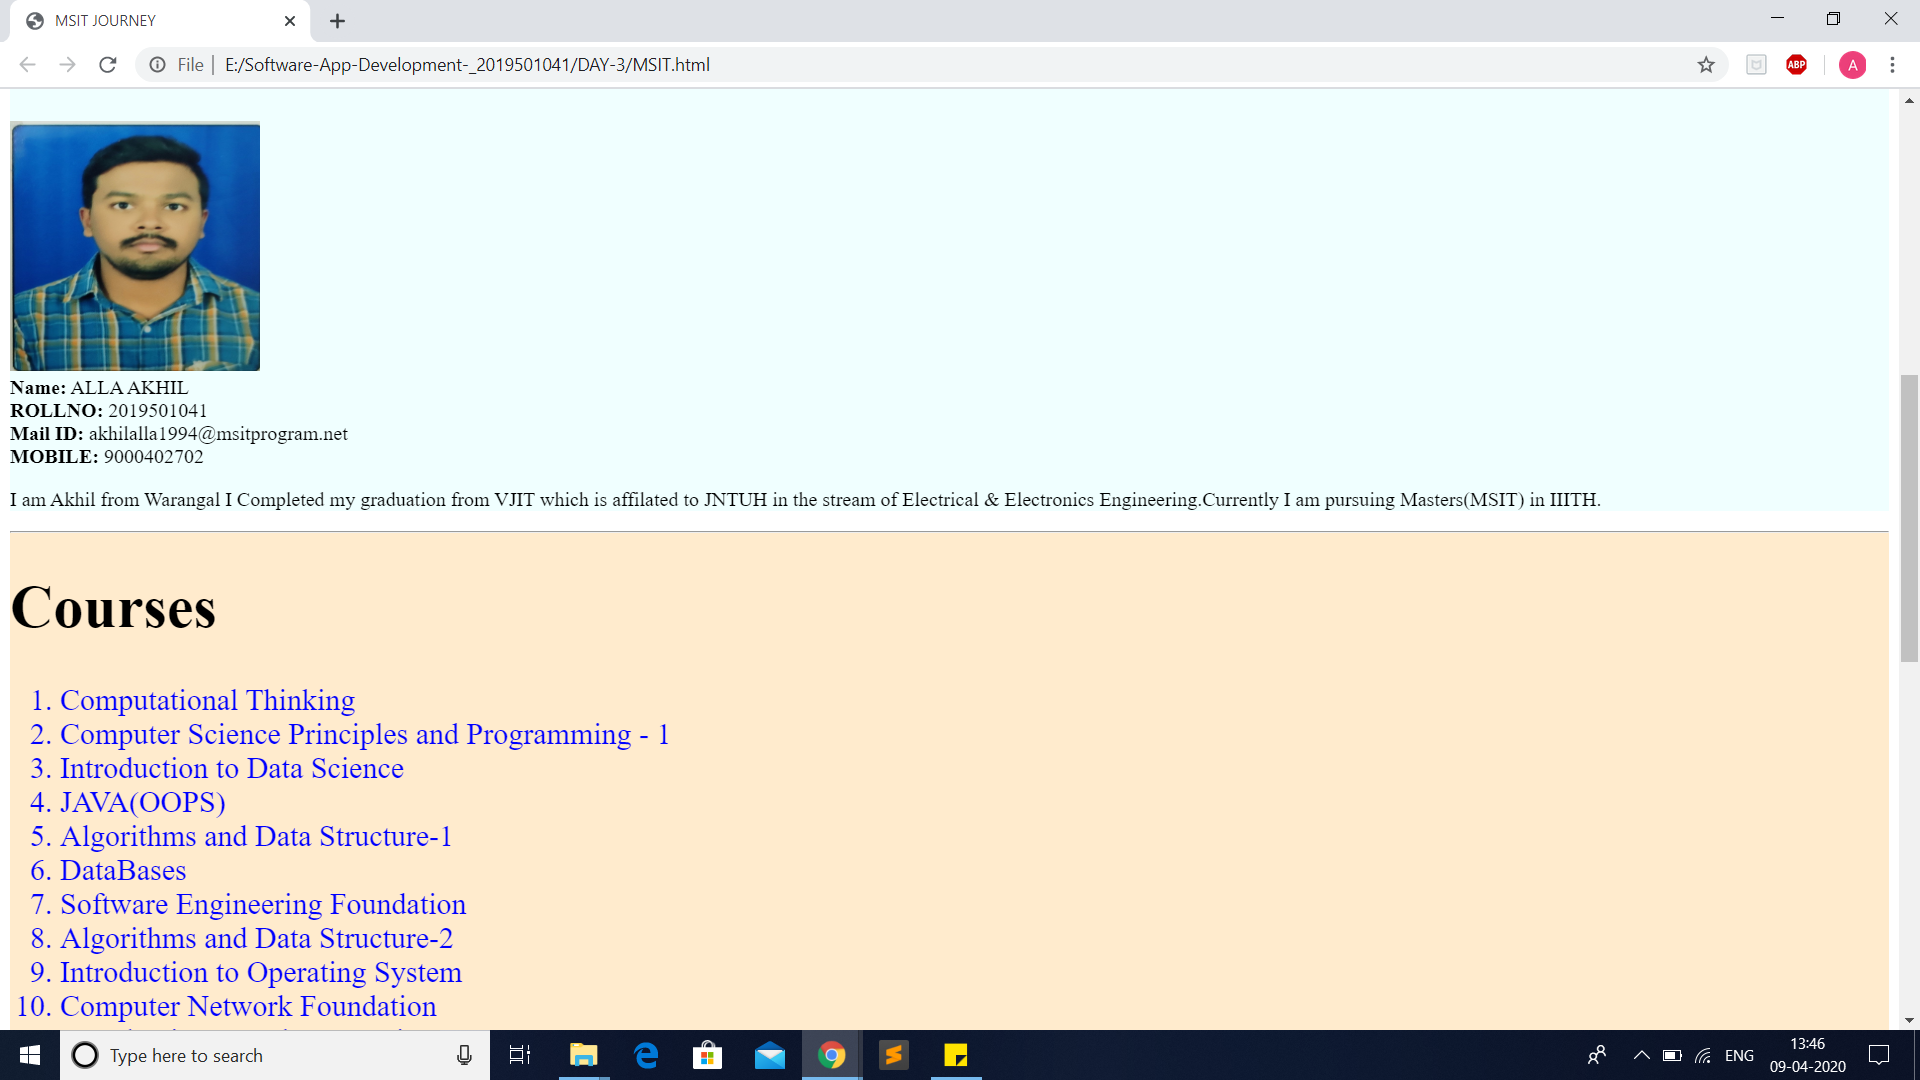 MSIT JOURNEY
File | E:/Software-App-Development-_2019501041/DAY-3/MSIT.html
ABP
A
Name: ALLA AKHIL
ROLLNO: 2019501041
Mail ID: akhilalla1994@msitprogram.net
MOBILE: 9000402702
I am Akhil from Warangal I Completed my graduation from VJIT which is affilated to JNTUH in the stream of Electrical & Electronics Engineering.Currently I am pursuing Masters(MSIT) in IIITH.
Courses
1. Computational Thinking
2. Computer Science Principles and Programming - 1
3. Introduction to Data Science
4. JAVA(OOPS)
5. Algorithms and Data Structure-1
6. DataBases
7. Software Engineering Foundation
8. Algorithms and Data Structure-2
9. Introduction to Operating System
10. Computer Network Foundation
Type here to search
ENG
13:46
09-04-2020